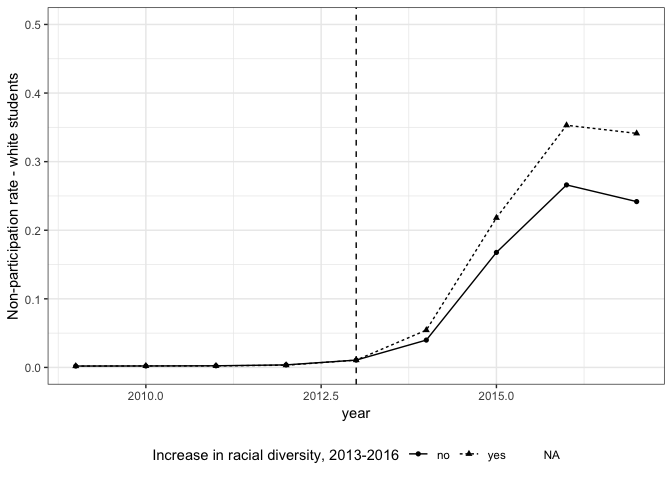 Non-participation rate - white students
0.5
0.4
0.3
0.2
0.1
0.0
2010.0 2012.5 2015.0
year
Increase in racial diversity, 2013-2016 no yes NA